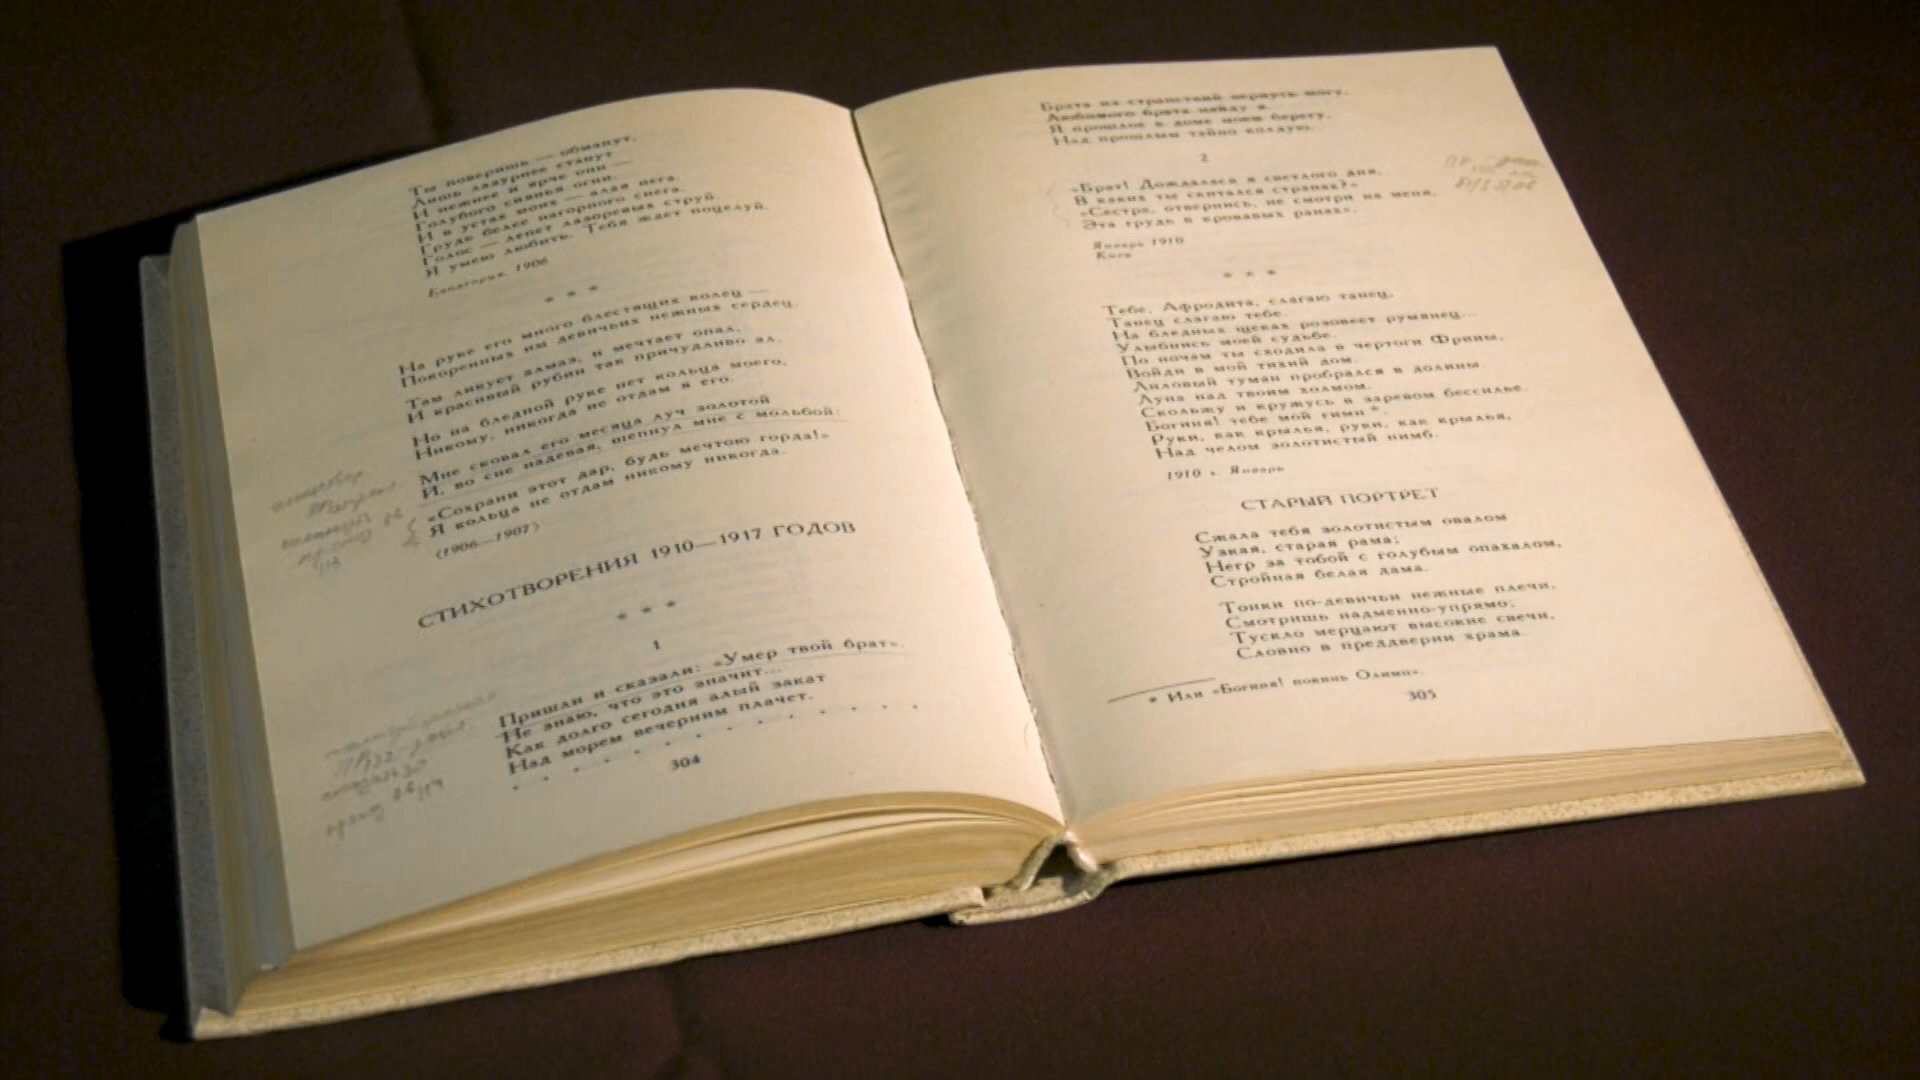 Ты поверишь — обманут,
Лишь лазурнее станут
И нежнее и ярче они —
Голубого сиянья огни.
И в устах моих — алая нега.
Грудь белее нагорного снега.
Голос — лепет лазоревых струй.
Я умею любить. Тебя ждет поцелуй.
Евпатория. 1906
* * *
На руке его много блестящих колец —
Покоренных им девичьих нежных сердец.
Там ликует алмаз, и мечтает опал,
И красивый рубин так причудливо ал.
Но на бледной руке нет кольца моего,
Никому, никогда не отдам я его.
Мне сковал его месяца луч золотой
И, во сне надевая, шепнул мне с мольбой:
«Сохрани этот дар, будь мечтою горда!»
Я кольца не отдам никому никогда.
(1906—1907)
СТИХОТВОРЕНИЯ 1910—1917 ГОДОВ
* * *
1
Пришли и сказали: «Умер твой брат».
Не знаю, что это значит...
Как долго сегодня алый закат
Над морем вечерним плачет.
. . . . . . . . . . . . . .
304
Брата из странствий вернуть могу,
Любимого брата найду я.
Я прошлое в доме моем берегу,
Над прошлым тайно колдую.
2
«Брат! Дождалася я светлого дня.
В каких ты скитался странах?»
«Сестра, отвернись, не смотри на меня,
Эта грудь в кровавых ранах».
Январь 1910
Киев
* * *
Тебе, Афродита, слагаю танец,
Танец слагаю тебе.
На бледных щеках розовеет румянец...
Улыбнись моей судьбе.
По ночам ты сходила в чертоги Фрины,
Войди в мой тихий дом.
Лиловый туман пробрался в долины.
Луна над твоим холмом.
Скольжу и кружусь в заревом бессилье.
Богиня! тебе мой гимн *.
Руки, как крылья, руки, как крылья,
Над челом золотистый нимб.
1910 г. Январь
СТАРЫЙ ПОРТРЕТ
Сжала тебя золотистым овалом
Узкая, старая рама;
Негр за тобой с голубым опахалом,
Стройная белая дама.
Тонки по-девичьи нежные плечи,
Смотришь надменно-упрямо;
Тускло мерцают высокие свечи,
Словно в преддверии храма.
* Или «Богиня! покинь Олимп».
305